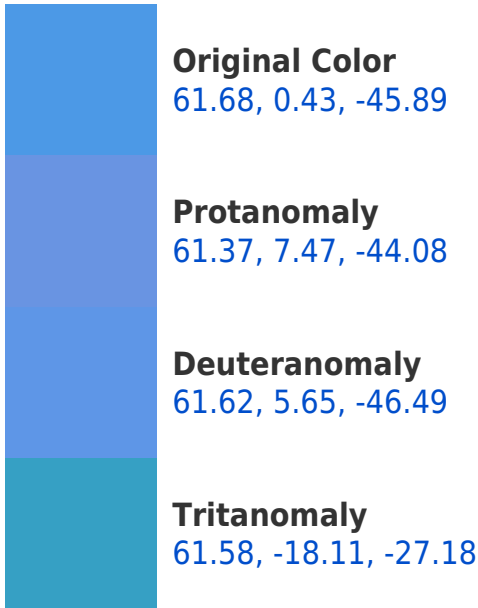 Original Color
61.68, 0.43, -45.89
Protanomaly
61.37, 7.47, -44.08
Deuteranomaly
61.62, 5.65, -46.49
Tritanomaly
61.58, -18.11, -27.18